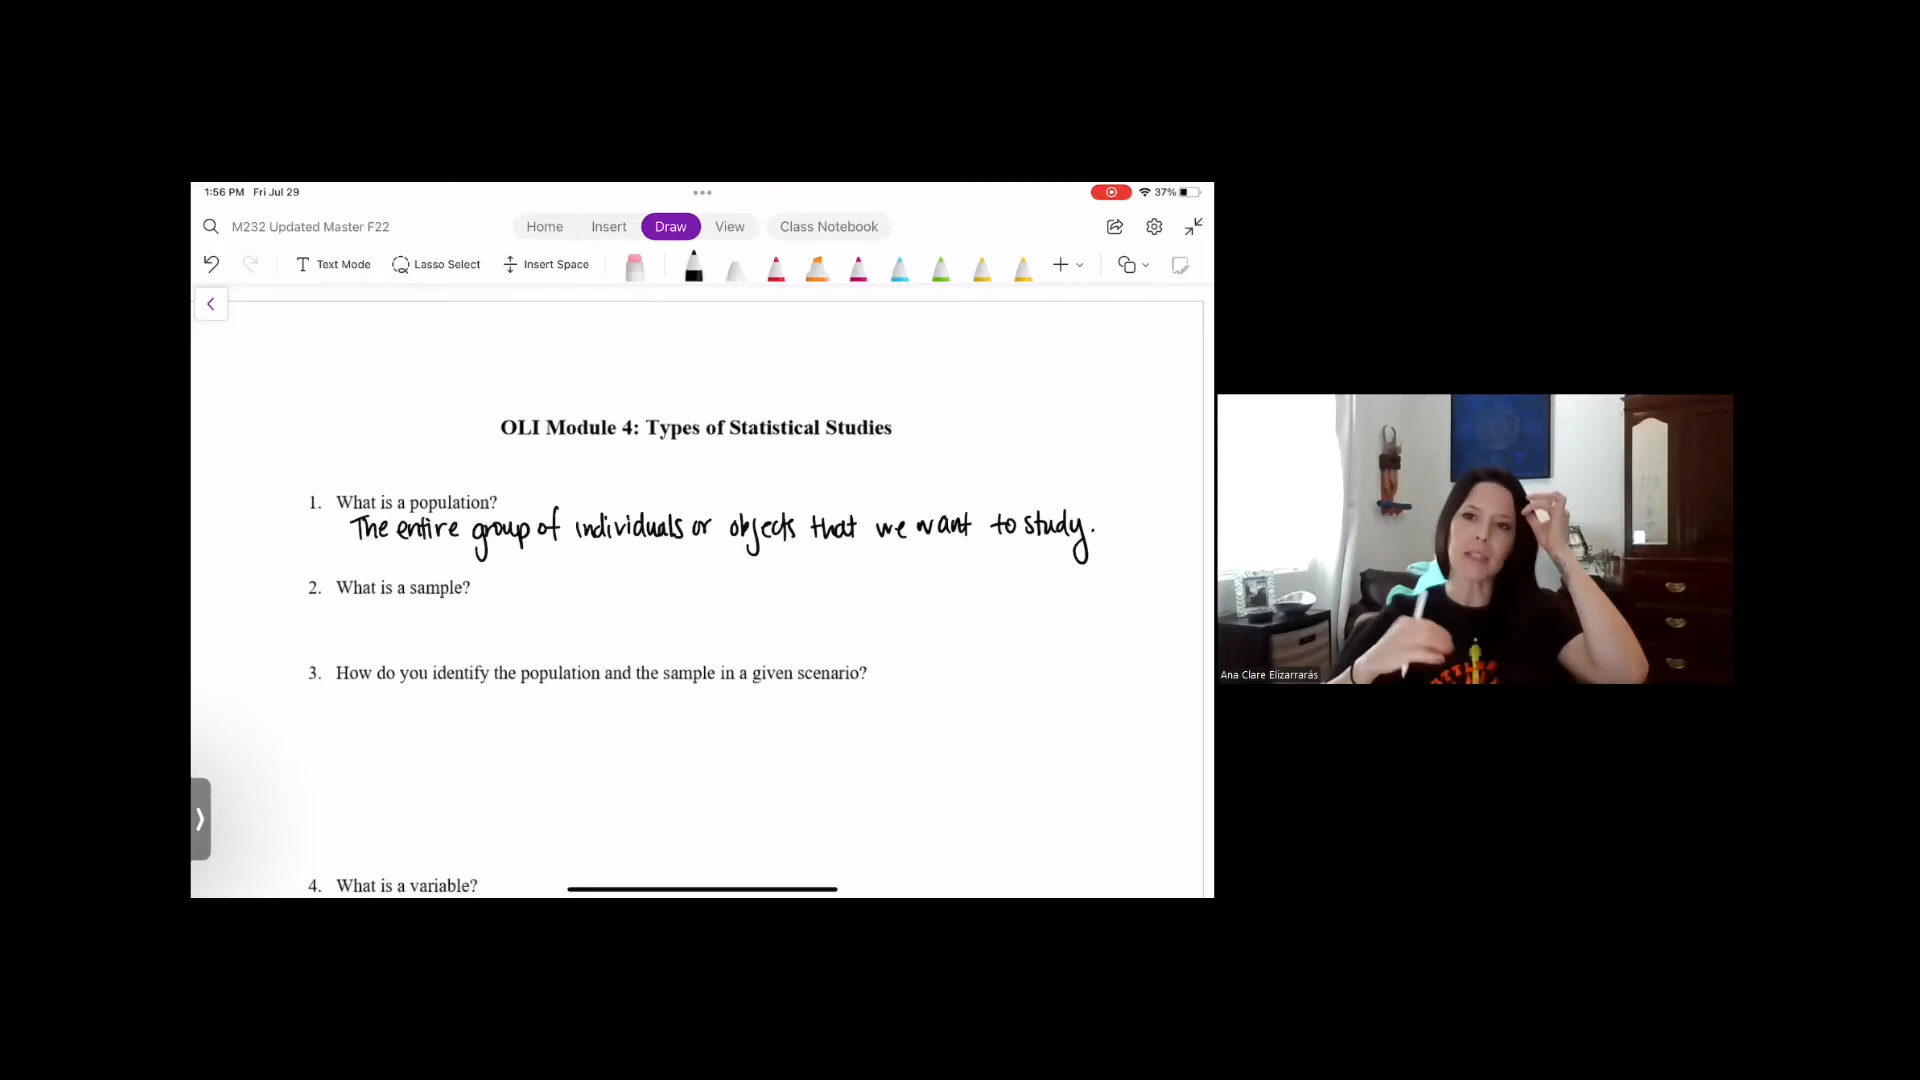 1:56 PM Fri Jul 29
37%
M232 Updated Master F22
Home Insert Draw View Class Notebook
Text Mode Lasso Select Insert Space
OLI Module 4: Types of Statistical Studies
1. What is a population?
The entire group of individuals or objects that we want to study.
2. What is a sample?
3. How do you identify the population and the sample in a given scenario?
4. What is a variable?
Ana Clare Elizarrarás